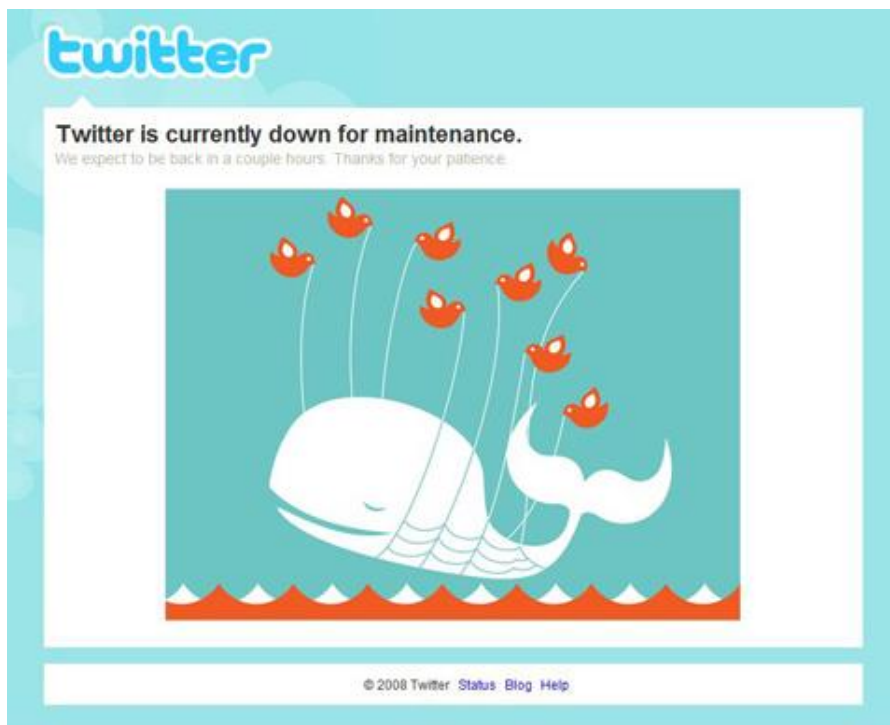 twitter
Twitter is currently down for maintenance.
We expect to be back in a couple hours. Thanks for your patience.
© 2008 Twitter Status Blog Help